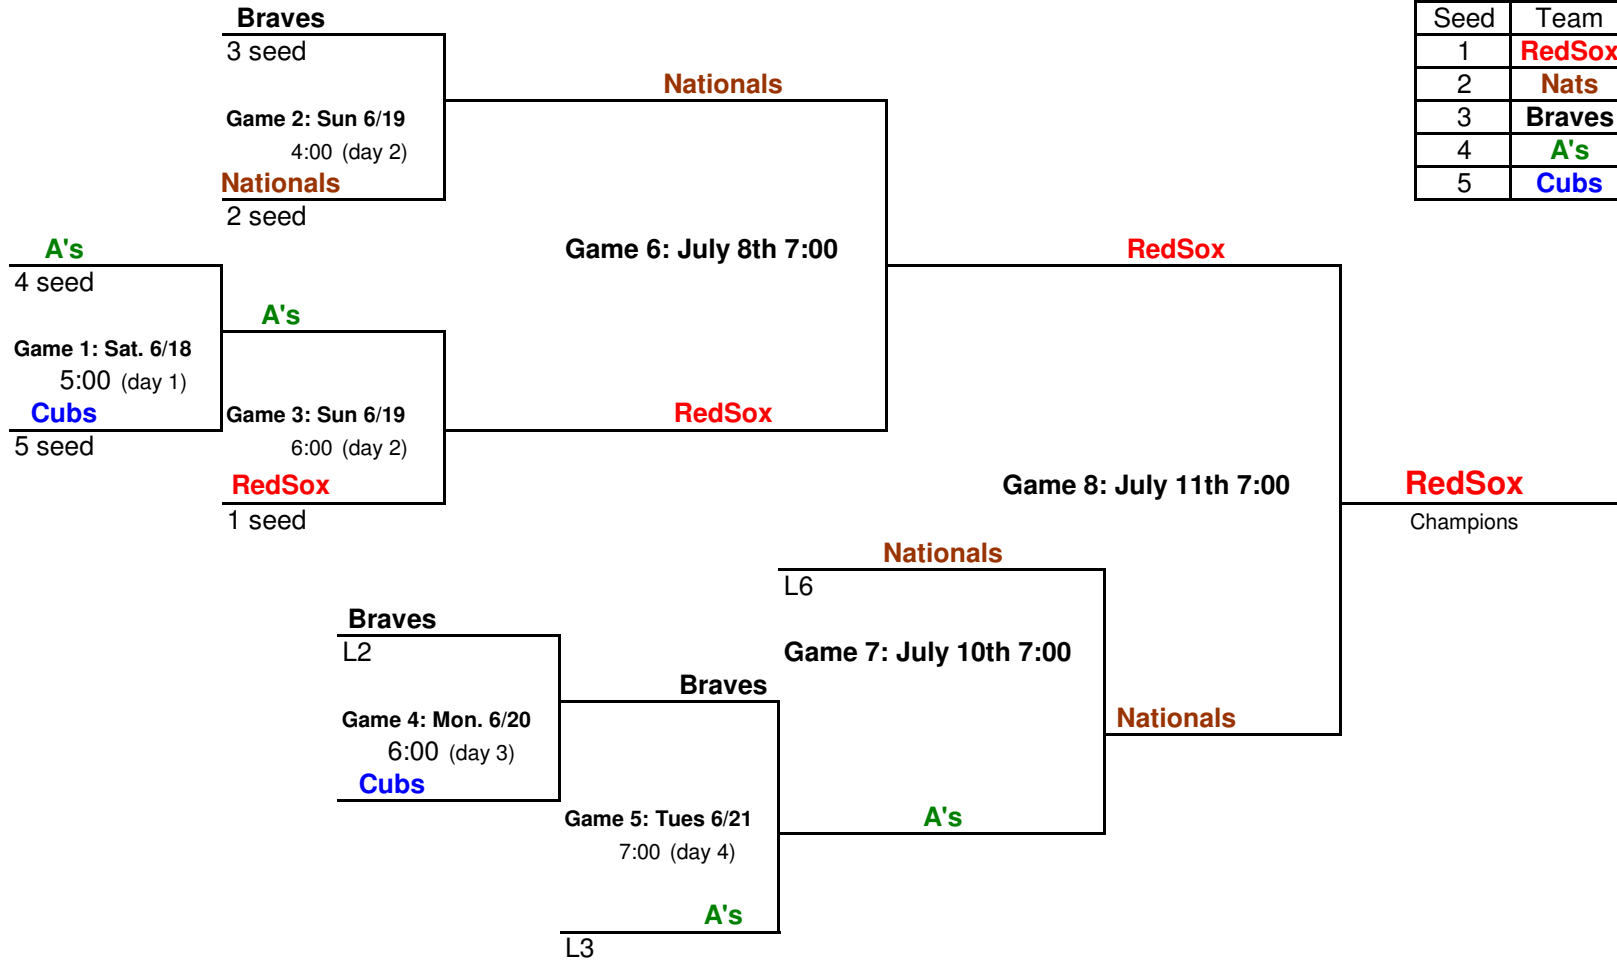 Braves
3 seed
Game 2: Sun 6/19
4:00 (day 2)
Nationals
2 seed
Nationals
Seed Team
1 RedSox
2 Nats
3 Braves
4 A's
5 Cubs
A's
4 seed
Game 1: Sat. 6/18
5:00 (day 1)
Cubs
5 seed
A's
Game 3: Sun 6/19
6:00 (day 2)
RedSox
1 seed
Game 6: July 8th 7:00
RedSox
RedSox
Game 8: July 11th 7:00
RedSox
Champions
Nationals
L6
Game 7: July 10th 7:00
Nationals
Braves
L2
Game 4: Mon. 6/20
6:00 (day 3)
Cubs
Braves
Game 5: Tues 6/21
7:00 (day 4)
A's
L3
A's